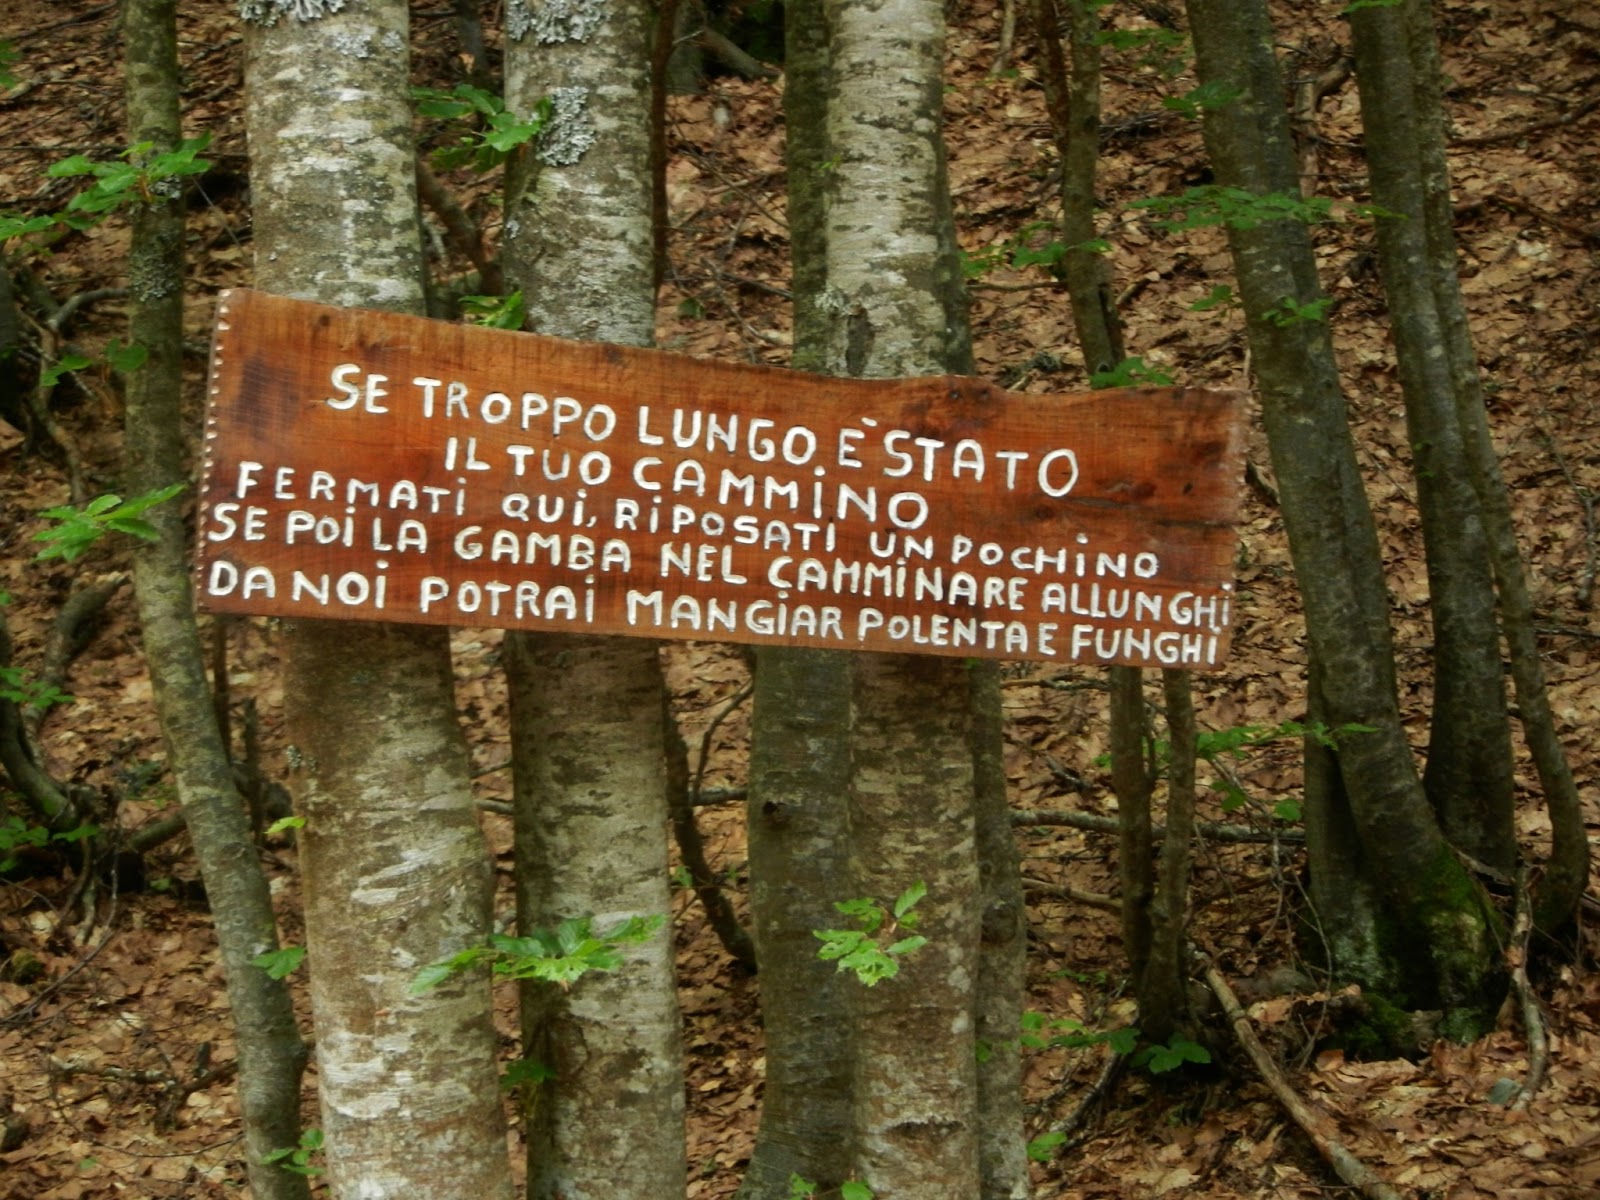 SE TROPPO LUNGO È STATO
IL TUO CAMMINO
FERMATI QUI, RIPOSATI UN POCHINO
SE POI LA GAMBA NEL CAMMINARE ALLUNGHI
DA NOI POTRAI MANGIAR POLENTA E FUNGHI